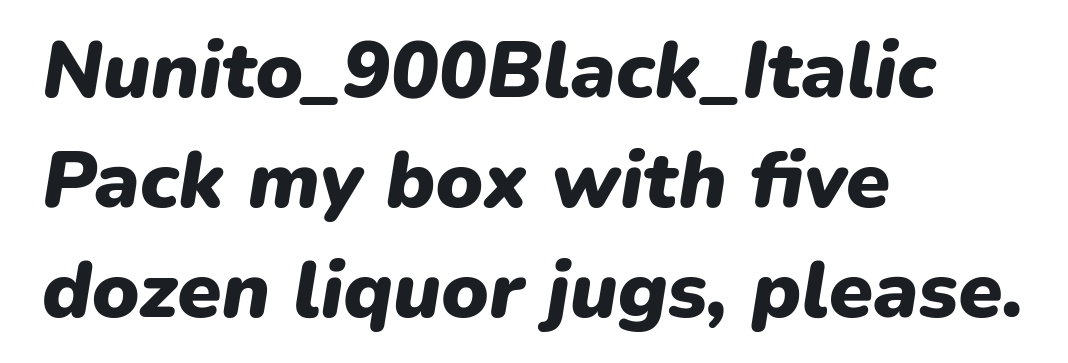 Nunito_900Black_Italic
Pack my box with five
dozen liquor jugs, please.